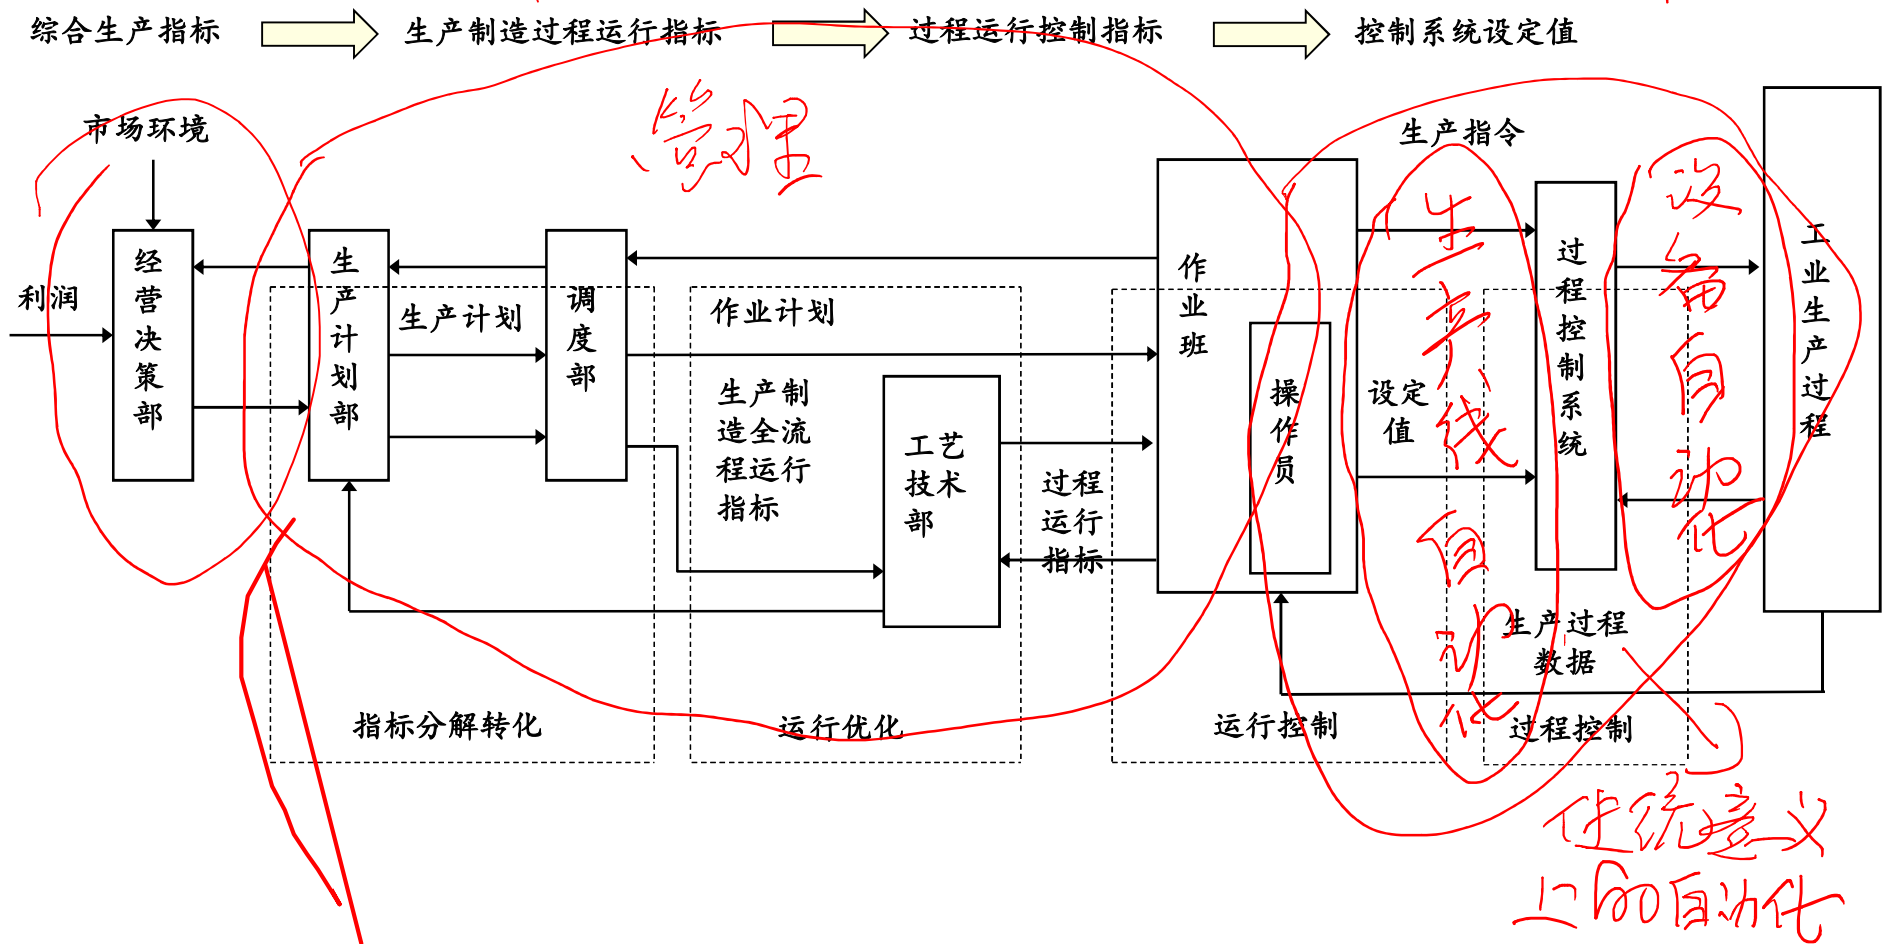 综合生产指标
生产制造过程运行指标
过程运行控制指标
控制系统设定值
管理
市场环境
利润
经营决策部
生产计划部
生产计划
调度部
作业计划
生产制
造全流
程运行
指标
工艺
技术
部
过程
运行
指标
作业班
操作员
生产指令
设定
值
生产线自动化
过程控制系统
设备自动化
工业生产过程
生产过程
数据
指标分解转化
运行优化
运行控制
过程控制
传统意义
上的自动化